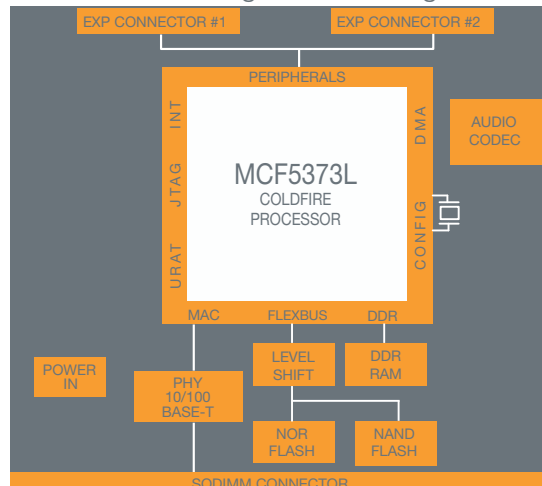 EXP CONNECTOR #1
EXP CONNECTOR #2
PERIPHERALS
INT
JTAG
URAT
DMA
CONFIG
AUDIO
CODEC
MCF5373L
COLDFIRE
PROCESSOR
MAC
FLEXBUS
DDR
LEVEL
SHIFT
DDR
RAM
POWER
IN
PHY
10/100
BASE-T
NOR
FLASH
NAND
FLASH
SODIMM CONNECTOR